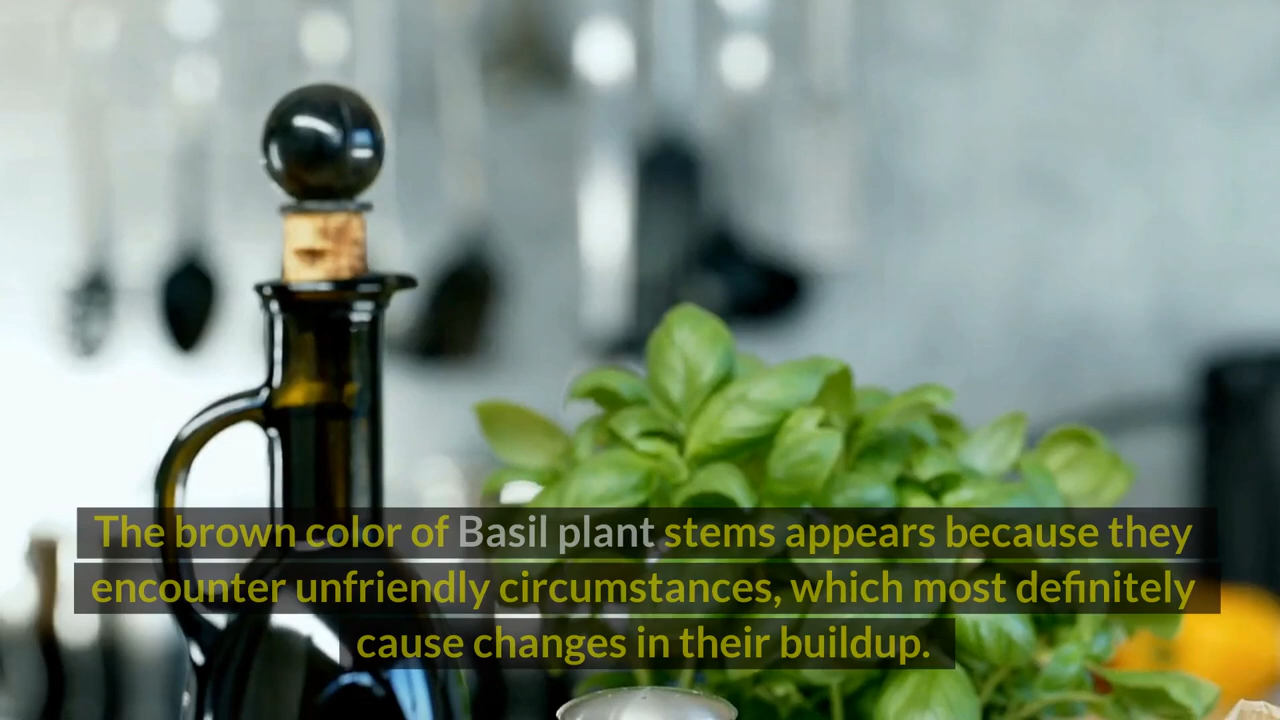 The brown color of Basil plant stems appears because they
encounter unfriendly circumstances, which most definitely
cause changes in their buildup.